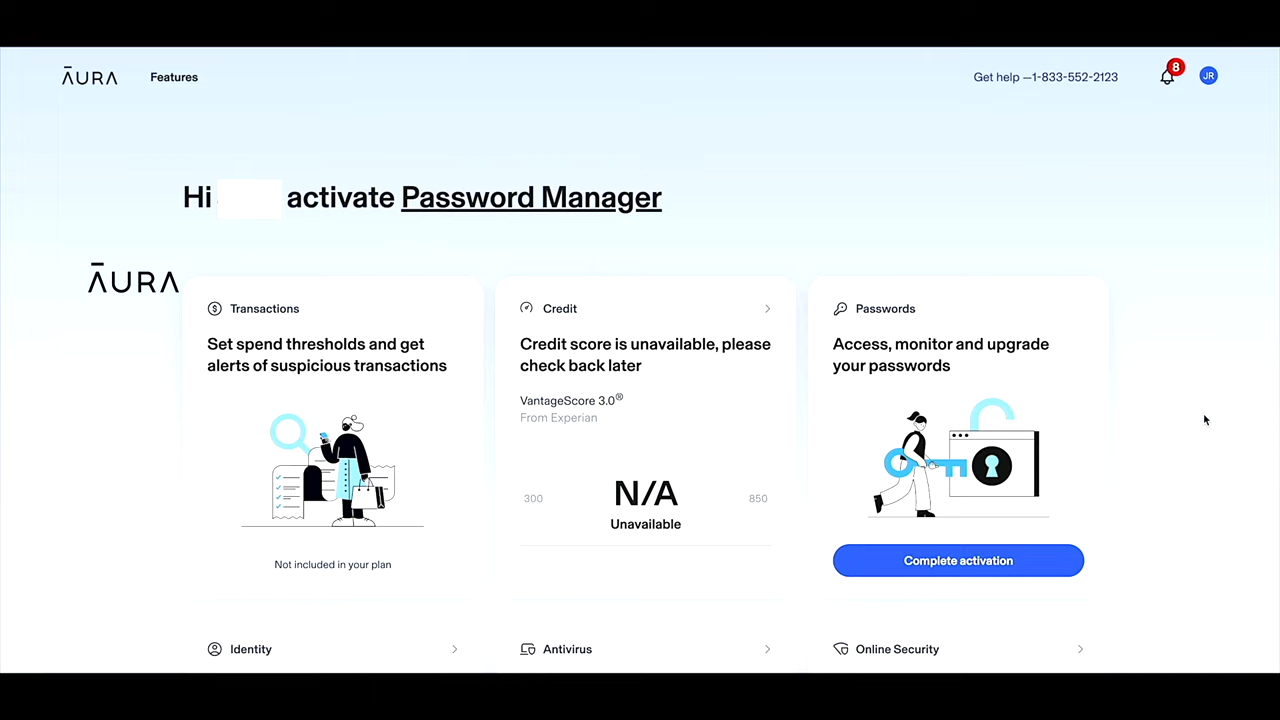 ĀURA
Features
Get help —1-833-552-2123
8
JR
Hi activate Password Manager
ĀURA
Transactions
Set spend thresholds and get
alerts of suspicious transactions
Not included in your plan
Credit
Credit score is unavailable, please
check back later
VantageScore 3.0®
From Experian
300
N/A
850
Unavailable
Passwords
Access, monitor and upgrade
your passwords
Complete activation
Identity
Antivirus
Online Security